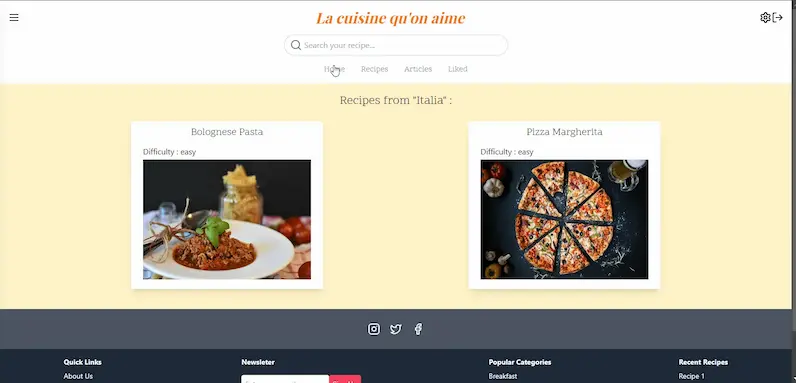 La cuisine qu'on aime
Search your recipe...
Home Recipes Articles Liked
Recipes from "Italia" :
Bolognese Pasta
Difficulty : easy
Pizza Margherita
Difficulty : easy
Quick Links
About Us
Newsleter
Popular Categories
Breakfast
Recent Recipes
Recipe 1